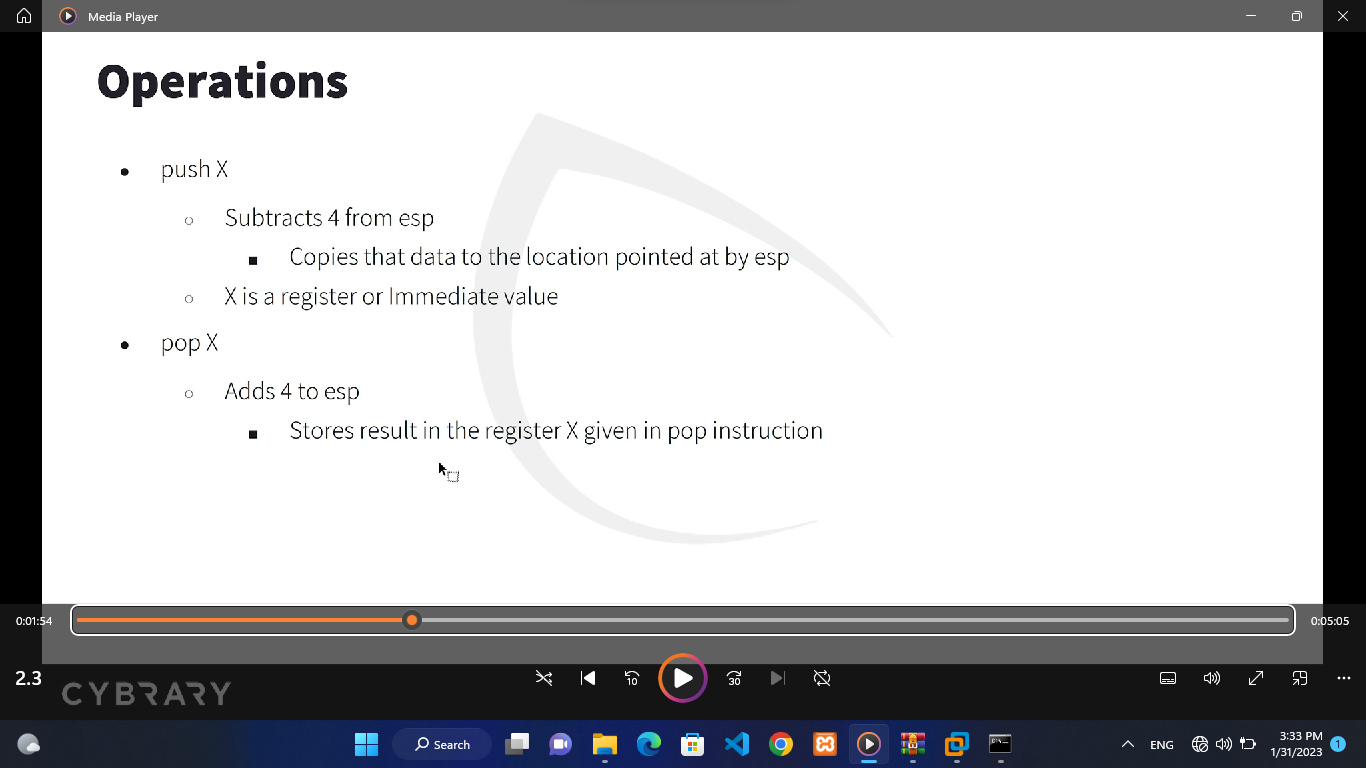 Media Player
Operations
push X
Subtracts 4 from esp
Copies that data to the location pointed at by esp
X is a register or Immediate value
pop X
Adds 4 to esp
Stores result in the register X given in pop instruction
0:01:54
0:05:05
2.3
CYBRARY
10
30
Search
ENG
3:33 PM
1/31/2023
1